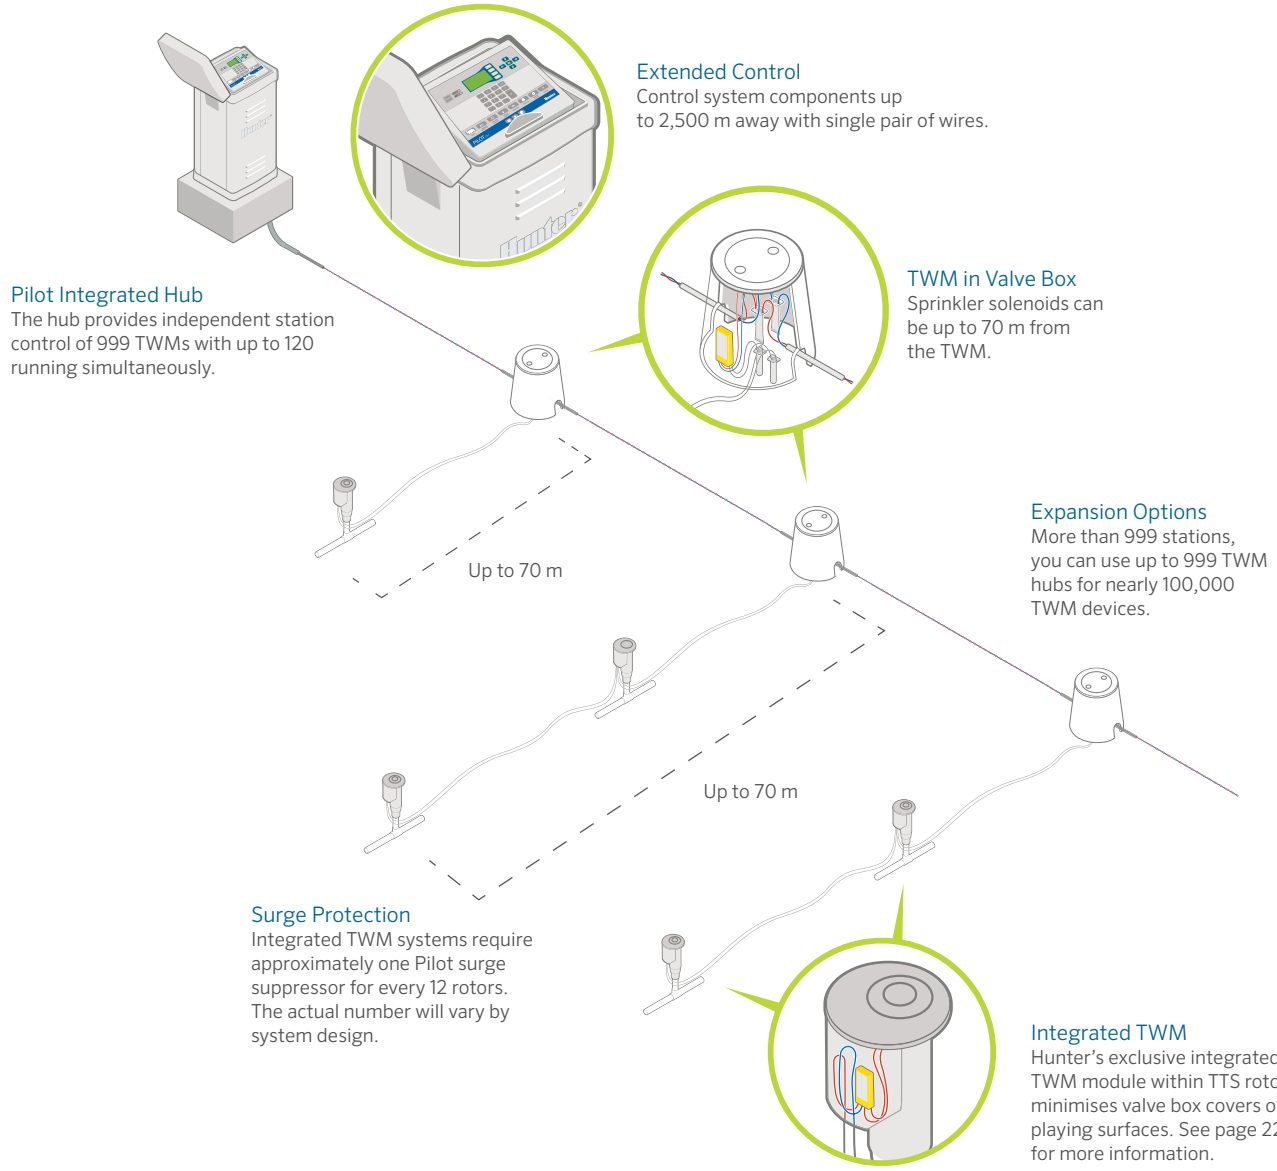 Extended Control
Control system components up
to 2,500 m away with single pair of wires.
PILOT
Hunter
Hunter
TWM in Valve Box
Sprinkler solenoids can
be up to 70 m from
the TWM.
Pilot Integrated Hub
The hub provides independent station
control of 999 TWMs with up to 120
running simultaneously.
Expansion Options
More than 999 stations,
you can use up to 999 TWM
hubs for nearly 100,000
TWM devices.
Up to 70 m
Up to 70 m
Surge Protection
Integrated TWM systems require
approximately one Pilot surge
suppressor for every 12 rotors.
The actual number will vary by
system design.
Integrated TWM
Hunter’s exclusive integrated
TWM module within TTS roto
minimises valve box covers o
playing surfaces. See page 22
for more information.